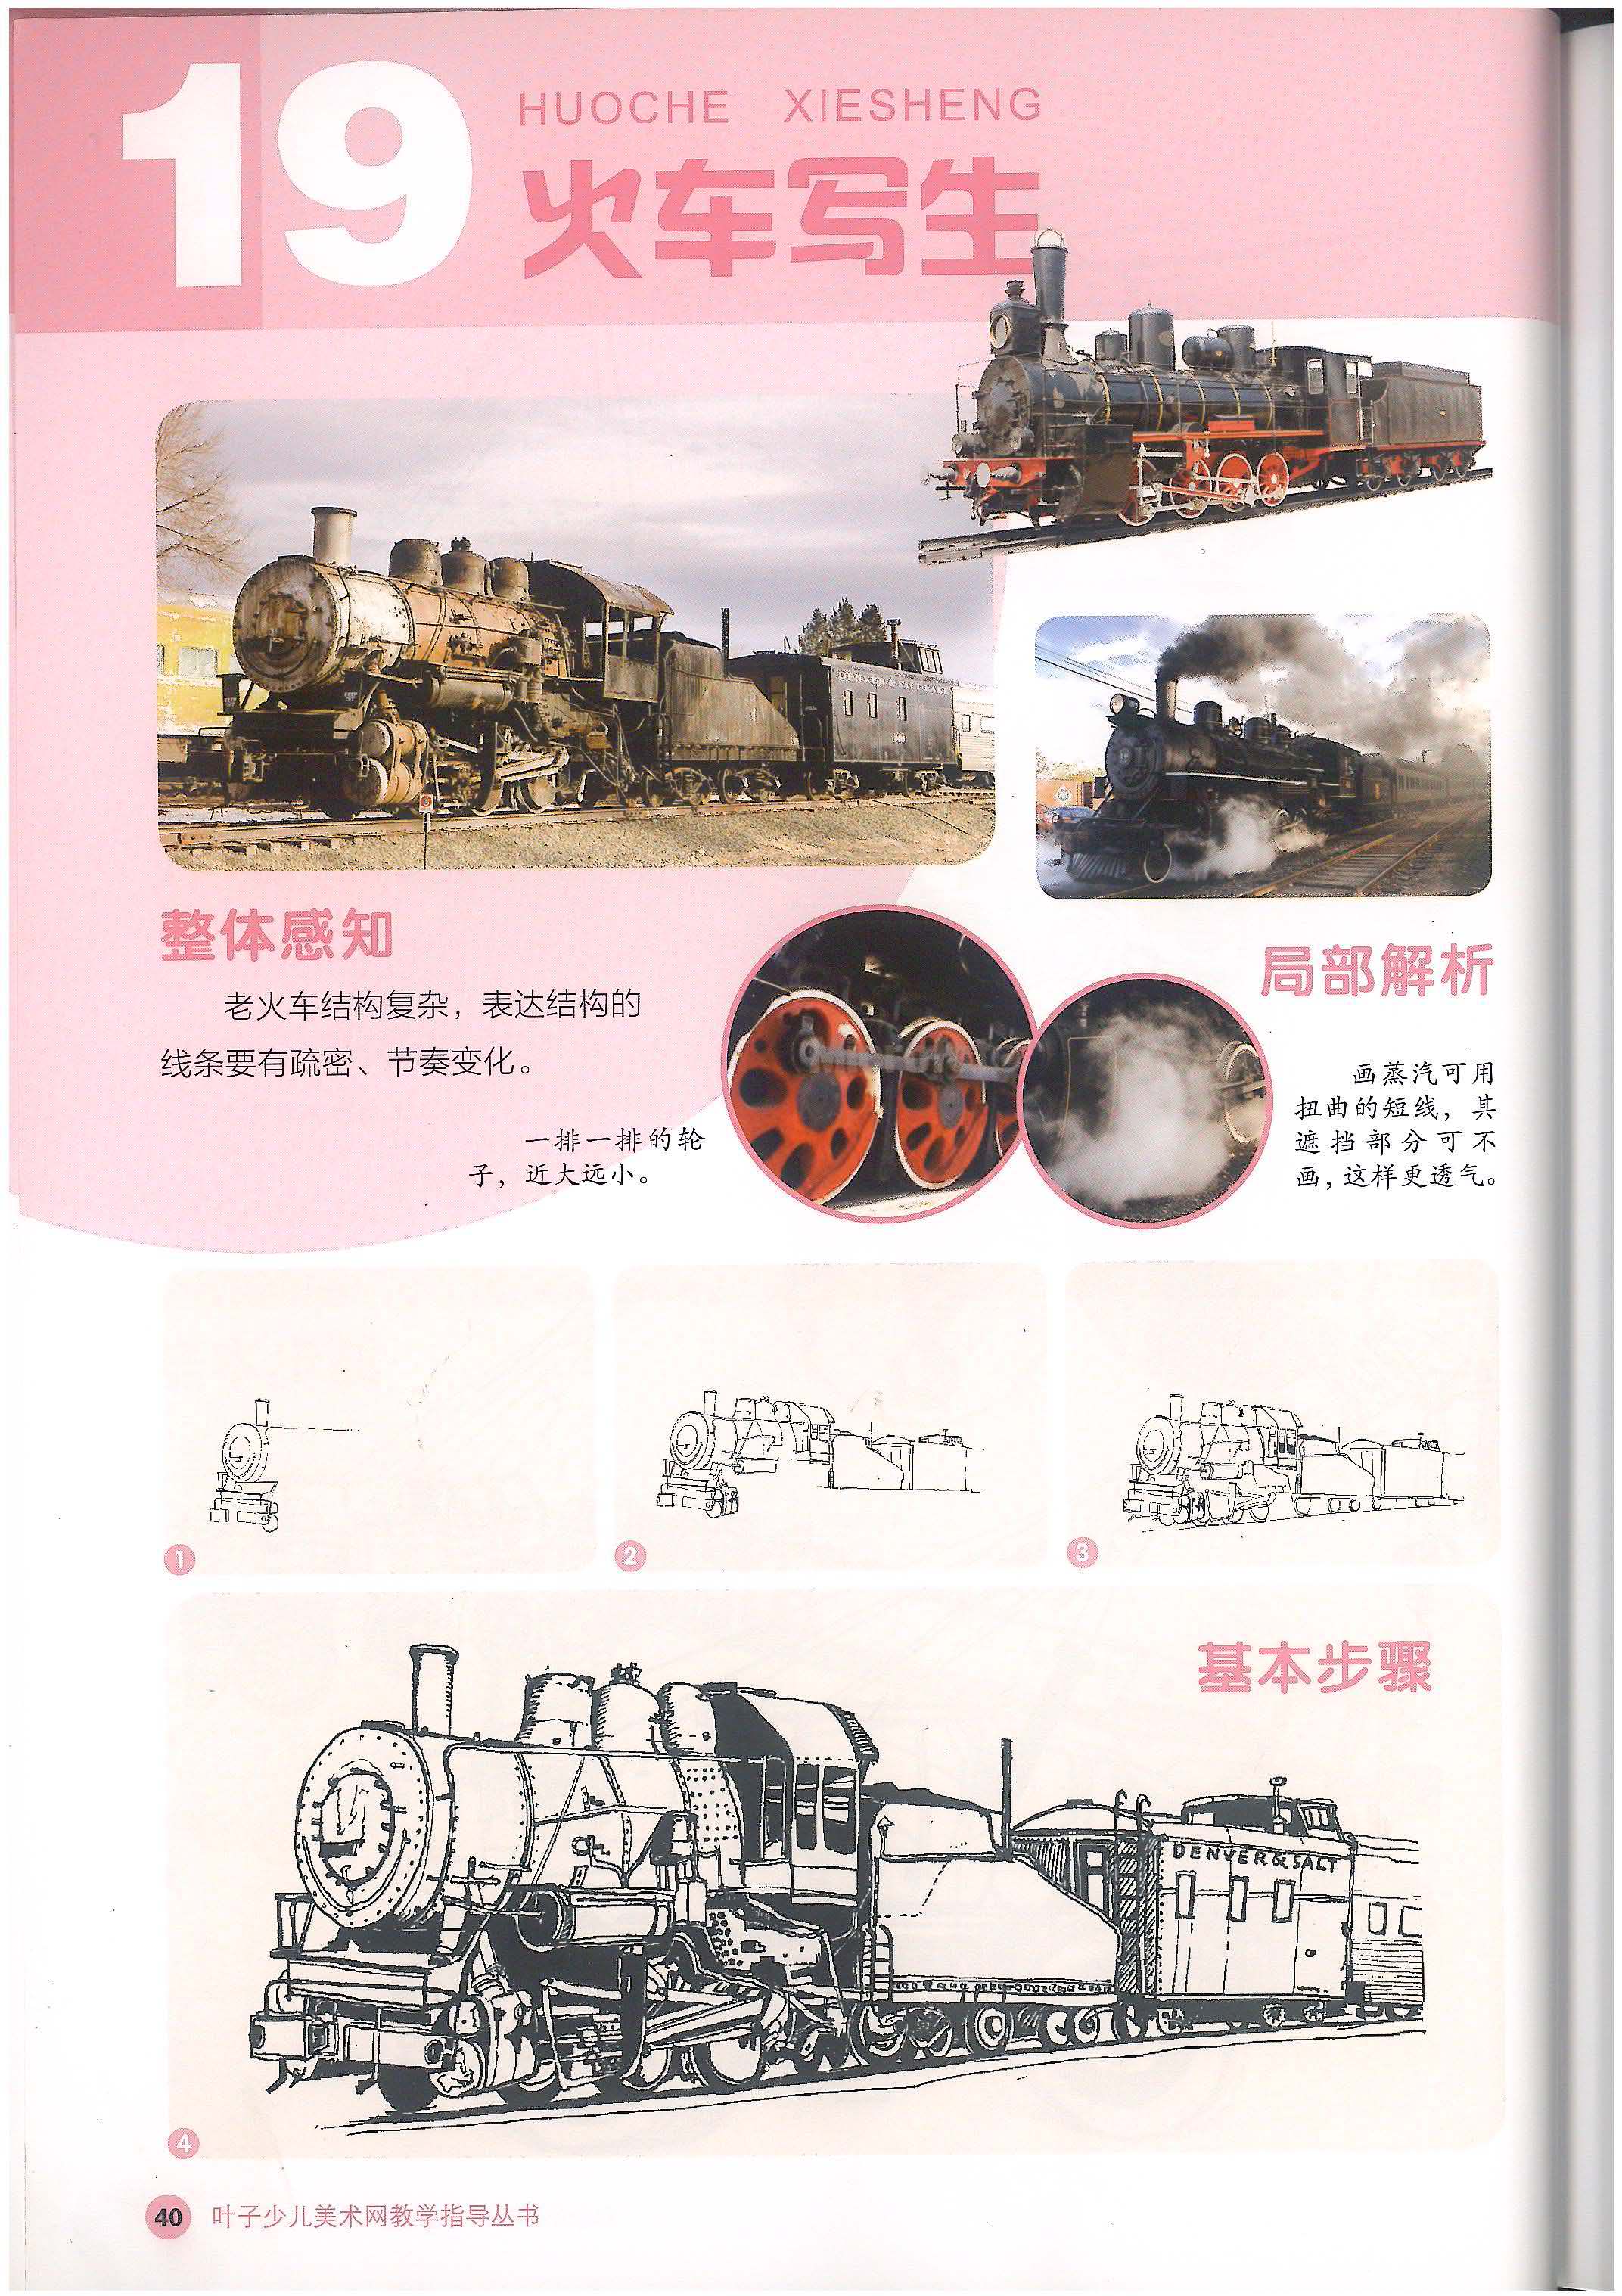 19
HUOCHE XIESHENG
火车写生
DENVER & SALT LAKE
整体感知
老火车结构复杂，表达结构的
线条要有疏密、节奏变化。
一排一排的轮
子，近大远小。
局部解析
画蒸汽可用
扭曲的短线，其
遮挡部分可不
画，这样更透气。
1
2
3
基本步骤
DENVER & SALT
4
40 叶子少儿美术网教学指导丛书